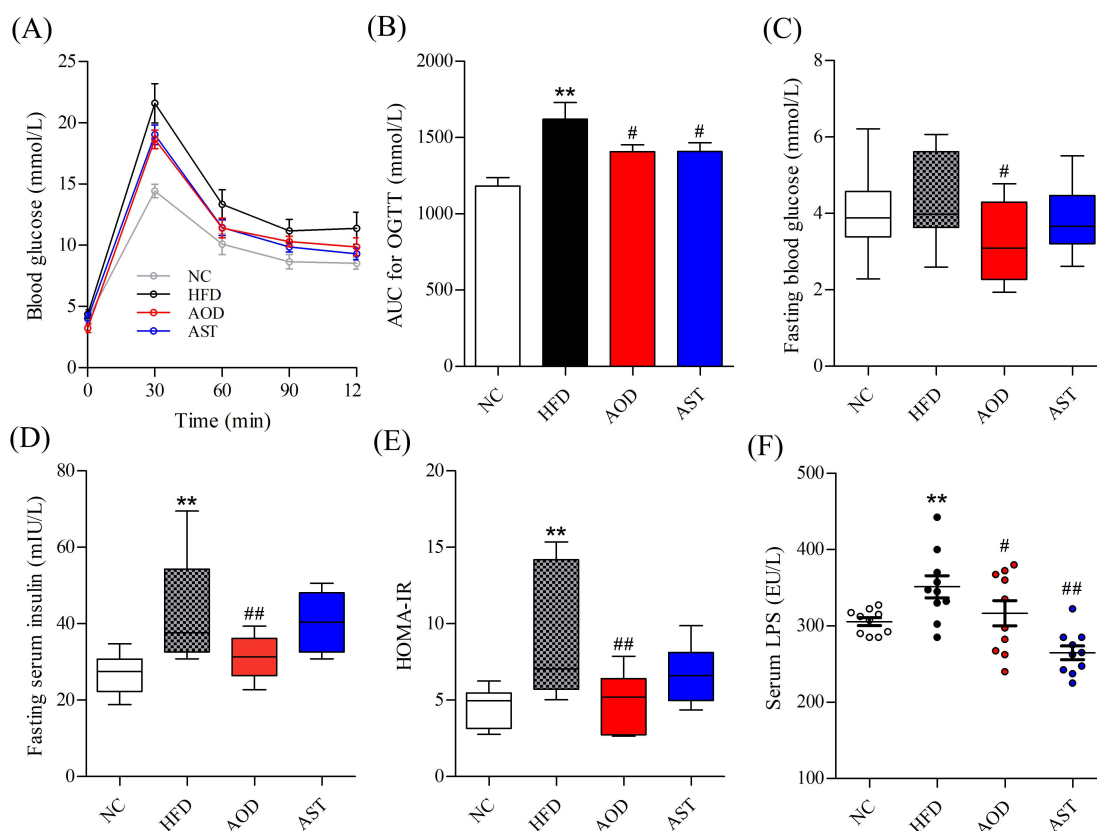 (A)
Blood glucose (mmol/L)
25
20
15
10
5
0
NC
HFD
AOD
AST
0
30
60
90
12
Time (min)
(B)
AUC for OGTT (mmol/L)
2000
1500
1000
500
0
**
#
#
NC
HFD
AOD
AST
(C)
Fasting blood glucose (mmol/L)
8
6
4
2
0
#
NC
HFD
AOD
AST
(D)
Fasting serum insulin (mIU/L)
80
60
40
20
0
**
##
NC
HFD
AOD
AST
(E)
HOMA-IR
20
15
10
5
0
**
##
NC
HFD
AOD
AST
(F)
Serum LPS (EU/L)
500
400
300
200
100
**
#
##
NC
HFD
AOD
AST